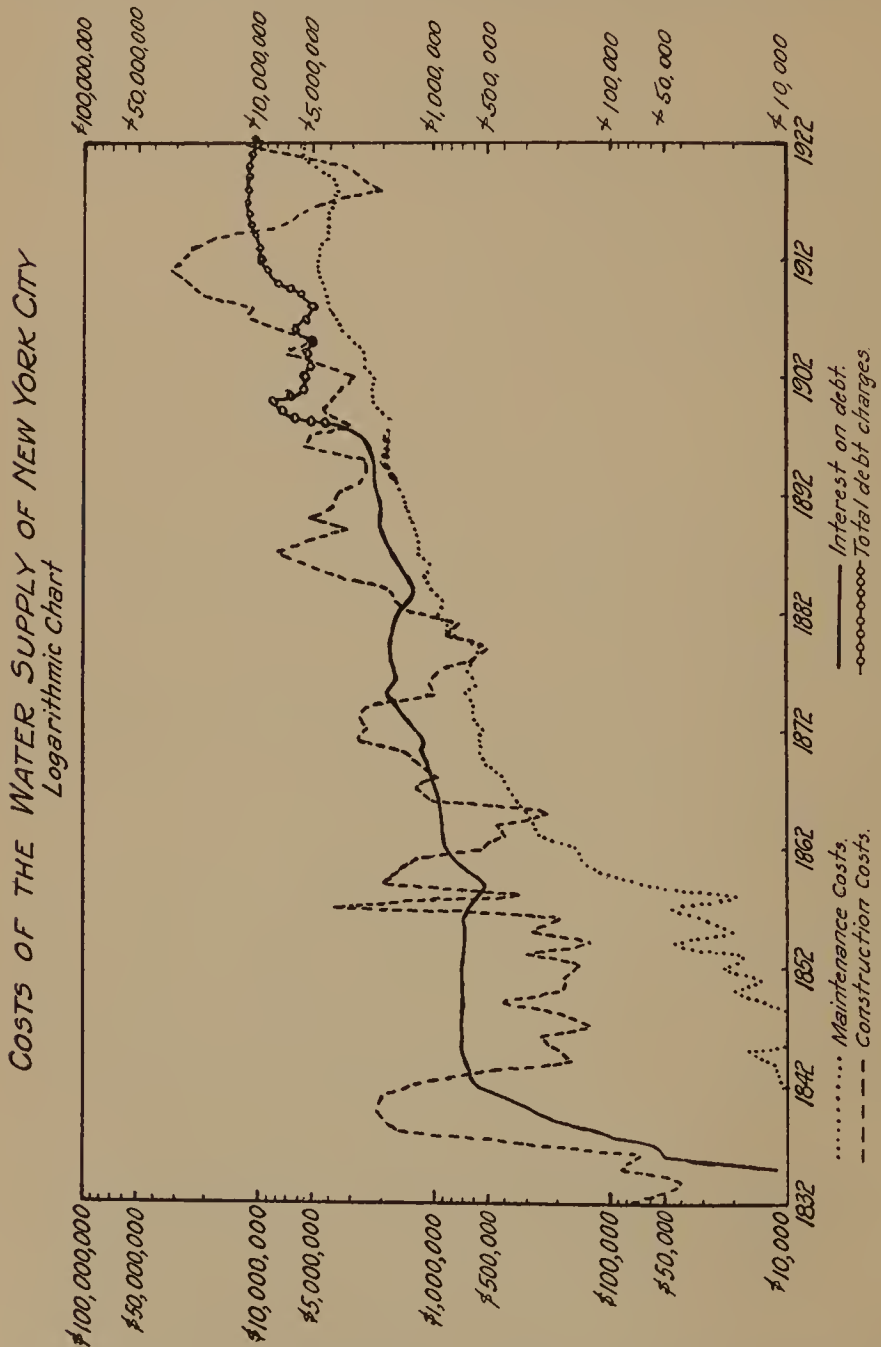 COSTS OF THE WATER SUPPLY OF NEW YORK CITY
Logarithmic Chart
$100,000,000
$50,000,000
$10,000,000
$5,000,000
$1,000,000
$500,000
$100,000
$50,000
$10,000
$100,000,000
$50,000,000
$10,000,000
$5,000,000
$1,000,000
$500,000
$100,000
$50,000
$10,000
1832 1842 1852 1862 1872 1882 1892 1902 1912 1922
Maintenance Costs.
Construction Costs.
Interest on debt.
Total debt charges.